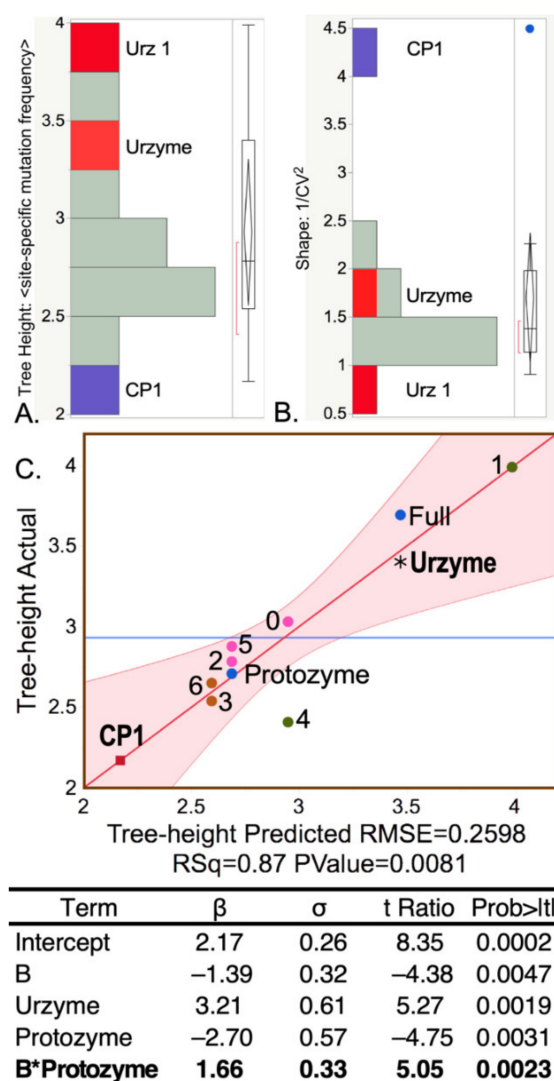 4
Urz 1
3.5
Urzyme
3
2.5
CP1
2
A.
Tree Height: <site-specific mutation frequency>
4.5
CP1
4
3.5
3
2.5
2
Urzyme
1.5
1
Urz 1
0.5
B.
Shape: 1/CV²
C.
4
3.5
3
2.5
2
Tree-height Actual
1
Full
*Urzyme
0
5
2
Protozyme
6
3
4
CP1
2 2.5 3 3.5 4
Tree-height Predicted RMSE=0.2598
RSq=0.87 PValue=0.0081
Term β σ t Ratio Prob>|t|
Intercept 2.17 0.26 8.35 0.0002
B −1.39 0.32 −4.38 0.0047
Urzyme 3.21 0.61 5.27 0.0019
Protozyme −2.70 0.57 −4.75 0.0031
B*Protozyme 1.66 0.33 5.05 0.0023